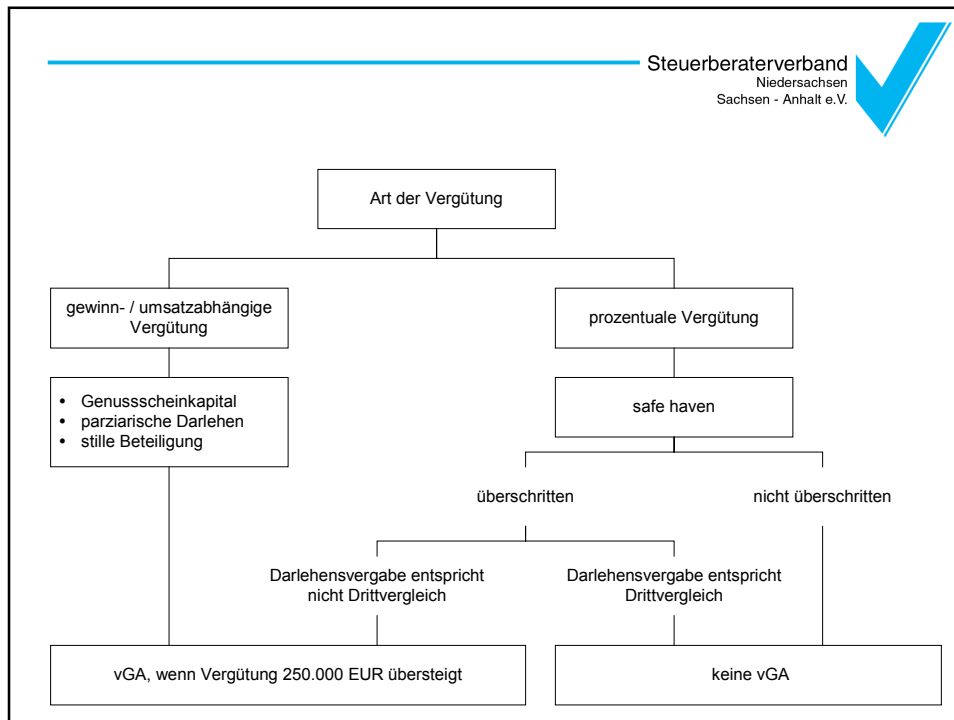 Steuerberaterverband
Niedersachsen
Sachsen - Anhalt e.V.
Art der Vergütung
gewinn- / umsatzabhängige
Vergütung
prozentuale Vergütung
• Genussscheinkapital
• parziarische Darlehen
• stille Beteiligung
safe haven
überschritten
nicht überschritten
Darlehensvergabe entspricht
nicht Drittvergleich
Darlehensvergabe entspricht
Drittvergleich
vGA, wenn Vergütung 250.000 EUR übersteigt
keine vGA